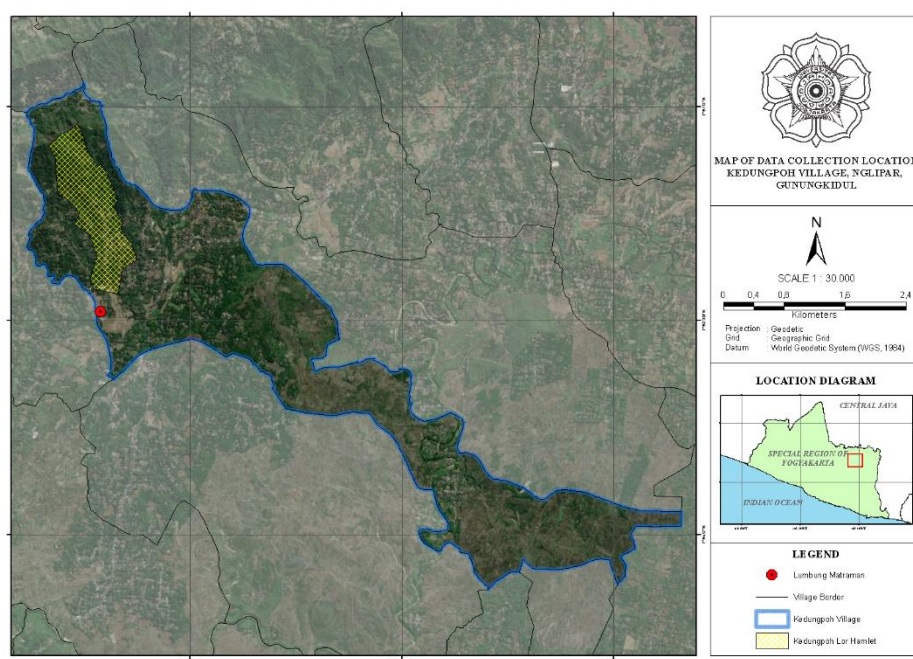 MAP OF DATA COLLECTION LOCATION
KEDUNGPOH VILLAGE, NGLIPAR,
GUNUNGKIDUL
N
SCALE 1 : 30,000
0 0,4 0,8 1,6 2,4
Kilometers
Projection : Geodetic
Grid : Geographic Grid
Datum : World Geodetic System (WGS, 1984)
LOCATION DIAGRAM
CENTRAL JAVA
SPECIAL REGION OF
YOGYAKARTA
INDIAN OCEAN
LEGEND
Lumbung Mataraman
Village Border
Kedungpoh Village
Kedungpoh Lor Hamlet